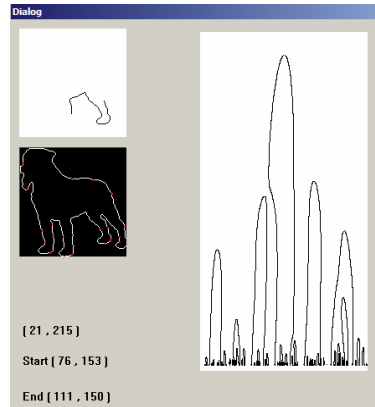 Dialog
( 21 , 215 )
Start ( 76 , 153 )
End ( 111 , 150 )